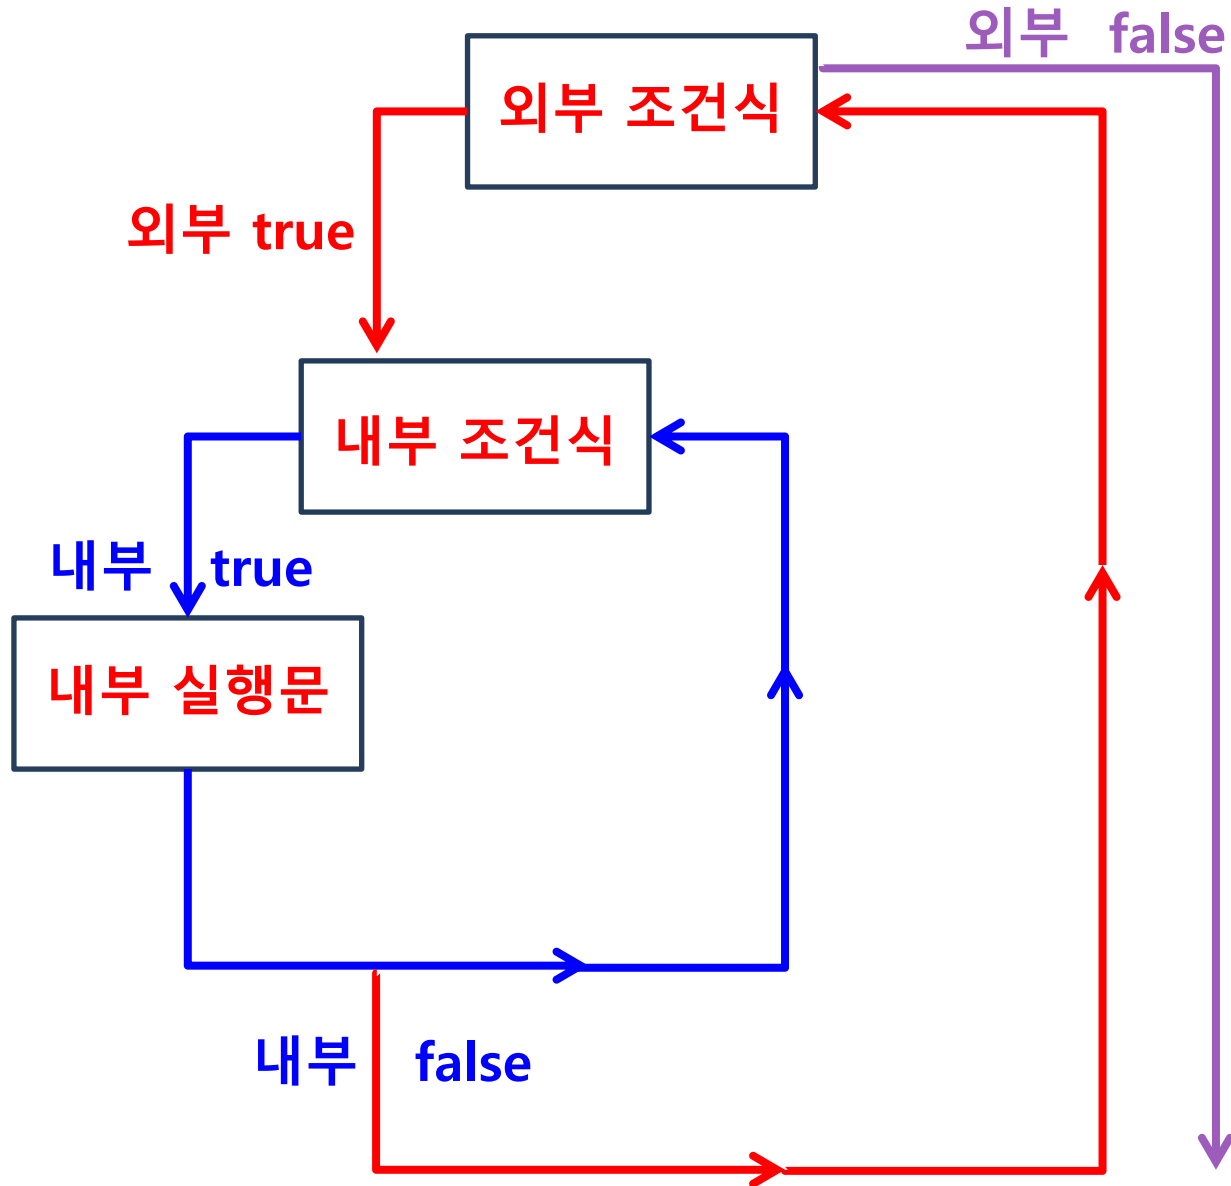 외부 false
외부 조건식
외부 true
내부 조건식
내부 true
내부 실행문
내부 false